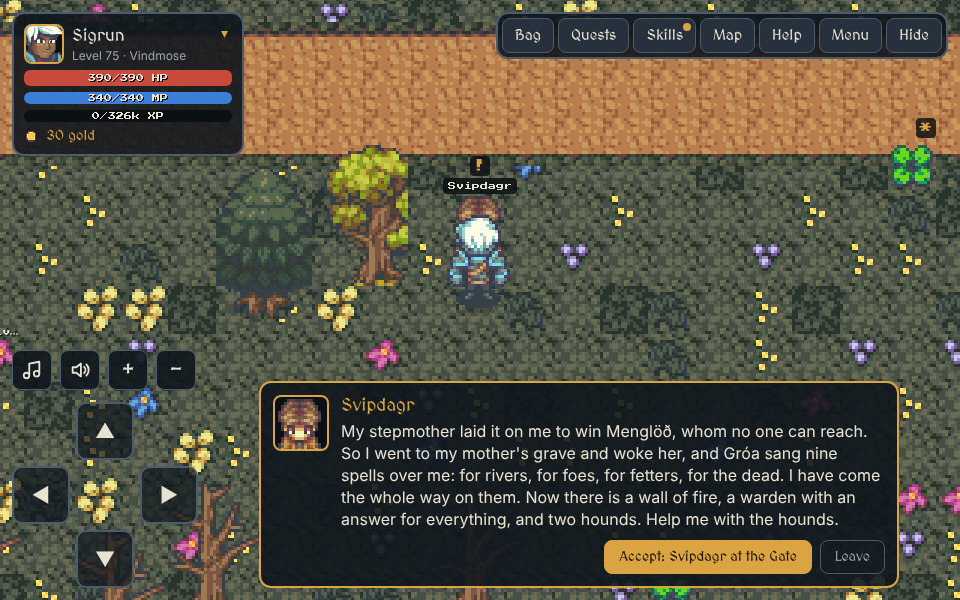 Sigrun
Level 75 · Vindmose
390/390 HP
340/340 MP
0/326k XP
30 gold
Bag
Quests
Skills
Map
Help
Menu
Hide
!
Svipdagr
Svipdagr
My stepmother laid it on me to win Menglöð, whom no one can reach.
So I went to my mother's grave and woke her, and Gróa sang nine
spells over me: for rivers, for foes, for fetters, for the dead. I have come
the whole way on them. Now there is a wall of fire, a warden with an
answer for everything, and two hounds. Help me with the hounds.
Accept: Svipdagr at the Gate
Leave